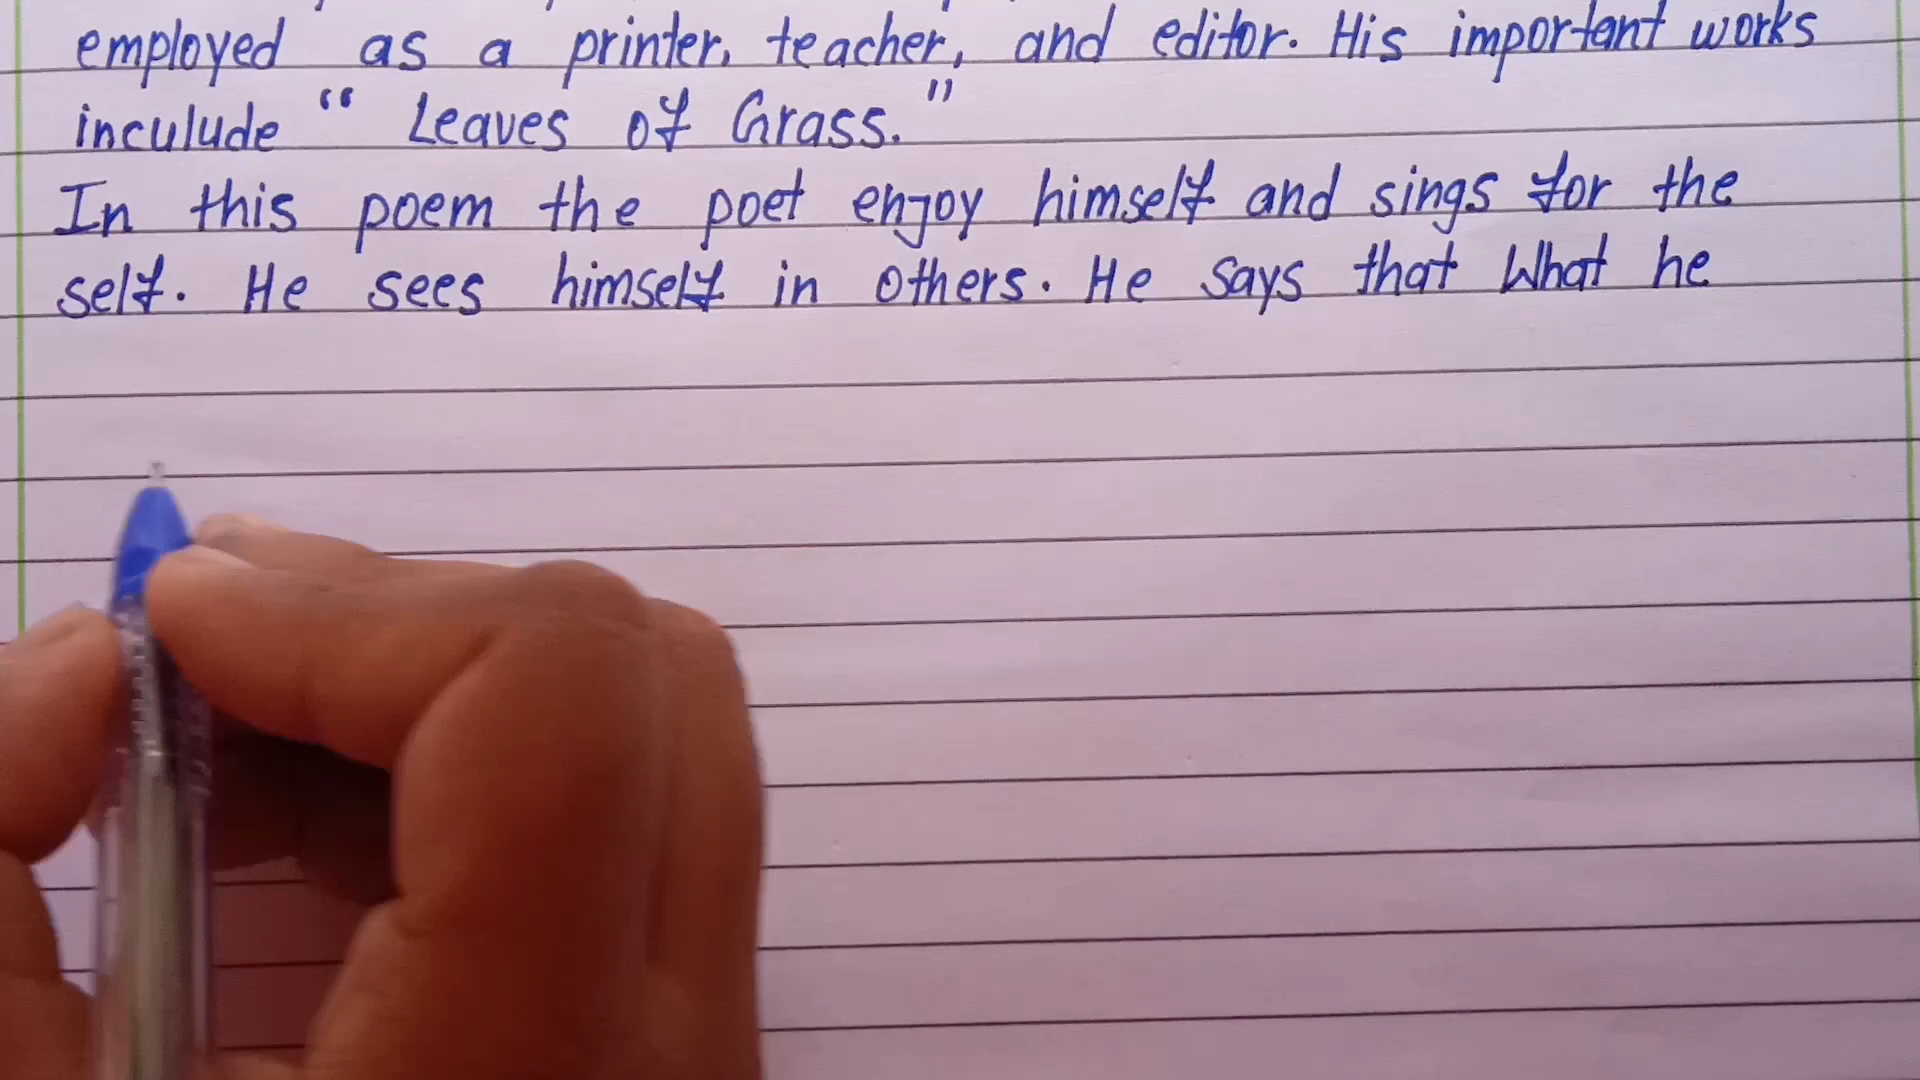 employed as a printer, teacher, and editor. His important works
inculude "Leaves of Grass."
In this poem the poet enjoy himself and sings for the
self. He sees himself in others. He says that What he